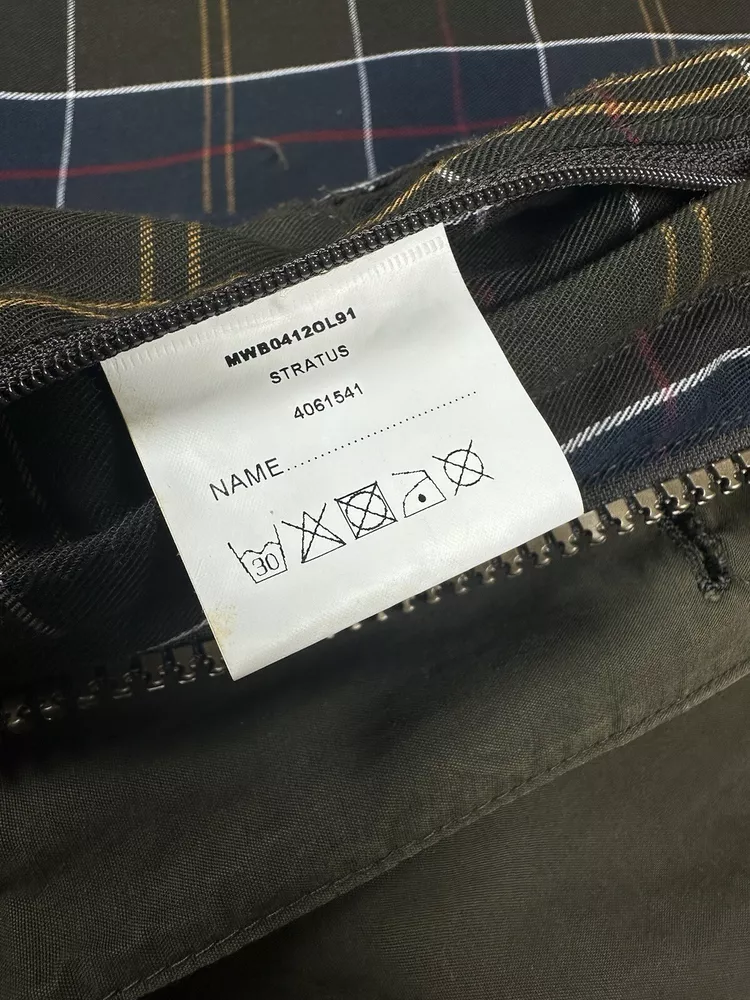 MWB0412OL91
STRATUS
4061541
NAME..............................
30